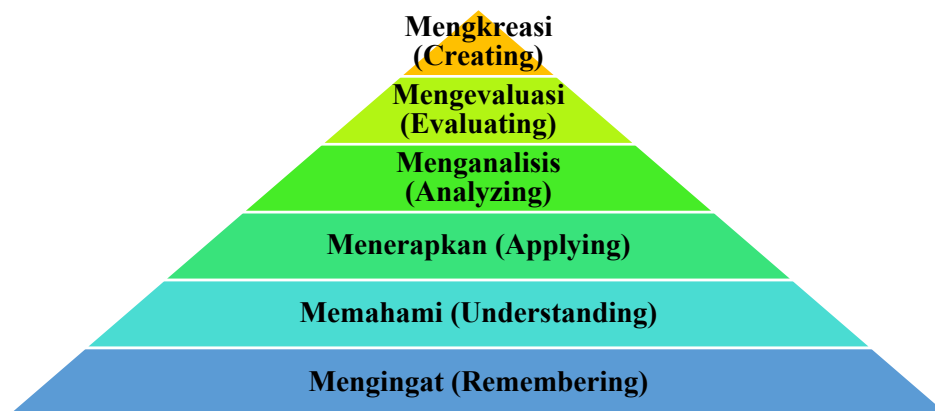 Mengkreasi
(Creating)
Mengevaluasi
(Evaluating)
Menganalisis
(Analyzing)
Menerapkan (Applying)
Memahami (Understanding)
Mengingat (Remembering)